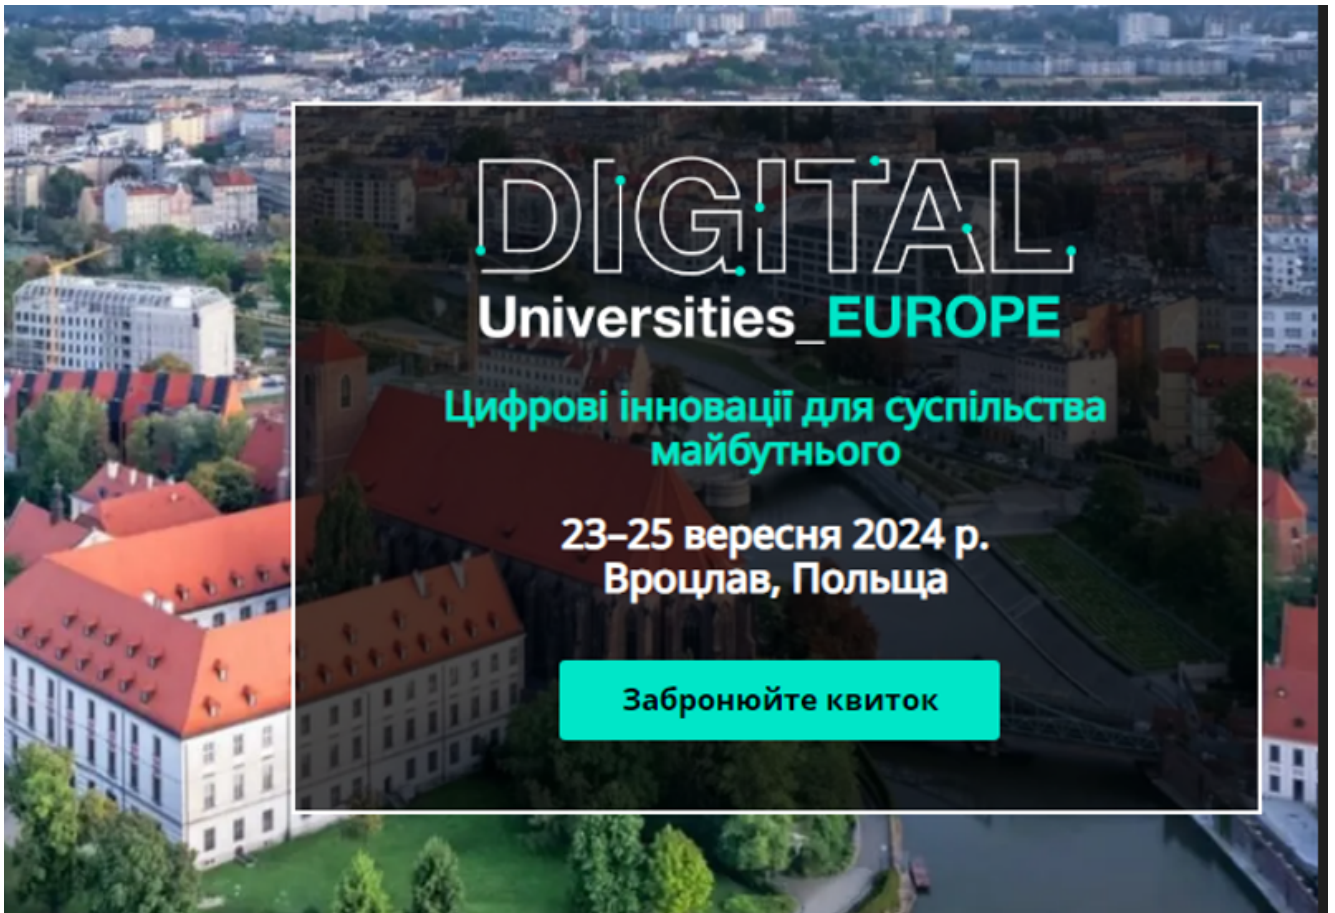 DIGITAL
Universities_EUROPE
Цифрові інновації для суспільства
майбутнього
23–25 вересня 2024 р.
Вроцлав, Польща
Забронюйте квиток